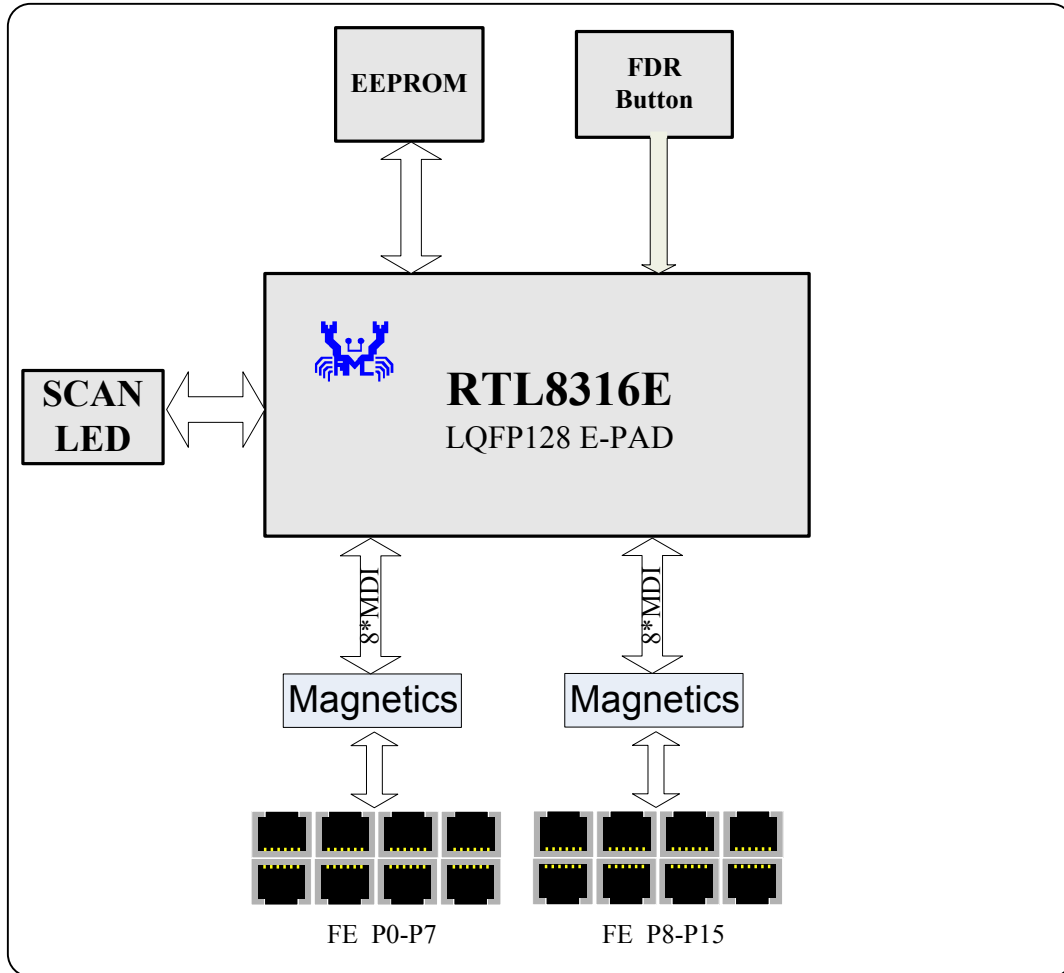 EEPROM
FDR
Button
SCAN
LED
RMC
RTL8316E
LQFP128 E-PAD
8*MDI
8*MDI
Magnetics
Magnetics
FE P0-P7
FE P8-P15